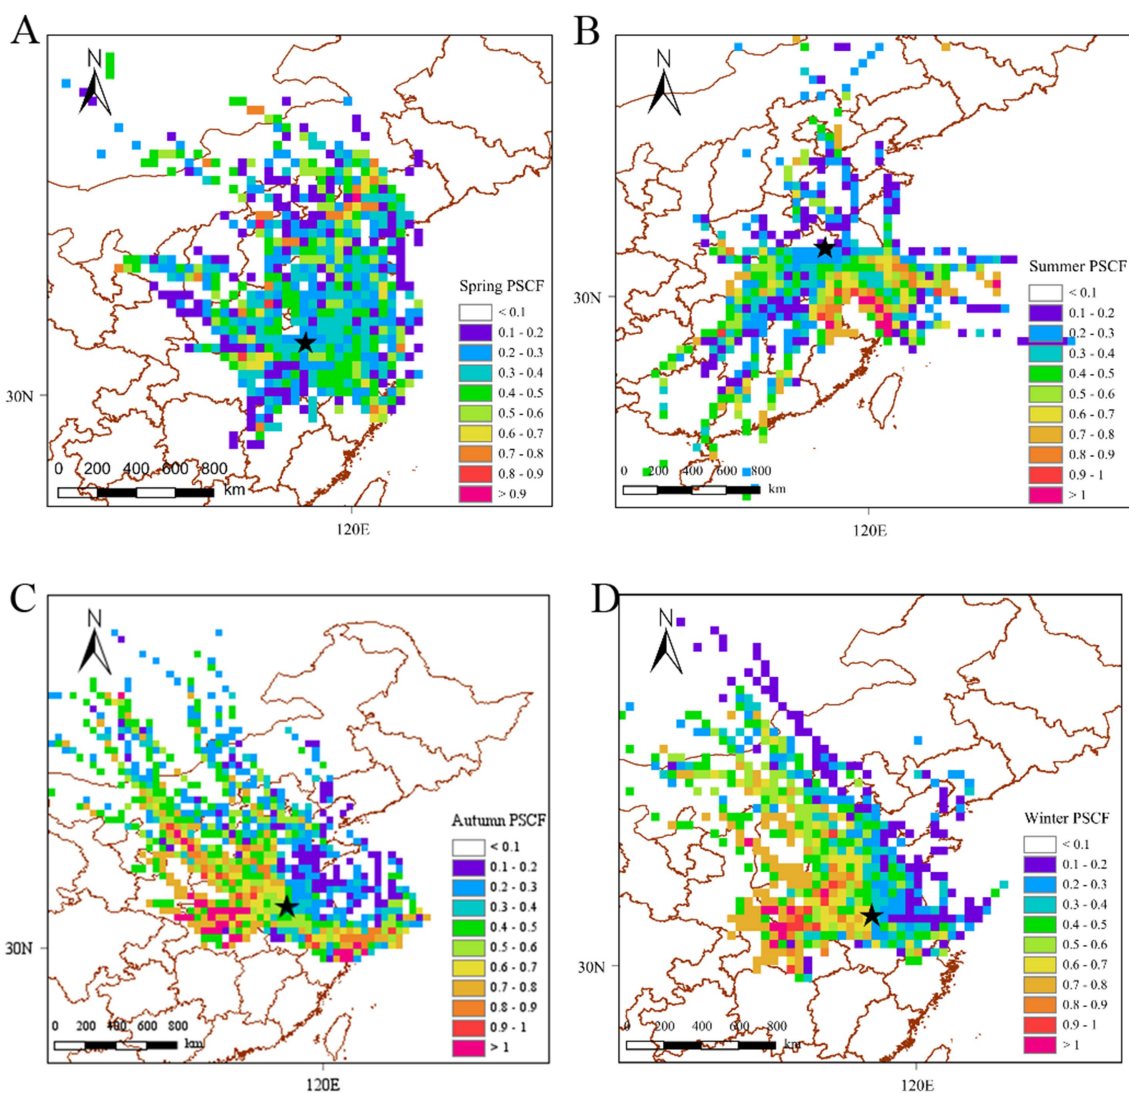 A
N
Spring PSCF
< 0.1
0.1 - 0.2
0.2 - 0.3
0.3 - 0.4
0.4 - 0.5
0.5 - 0.6
0.6 - 0.7
0.7 - 0.8
0.8 - 0.9
> 0.9
30N
0 200 400 600 800
km
120E
B
N
Summer PSCF
< 0.1
0.1 - 0.2
0.2 - 0.3
0.3 - 0.4
0.4 - 0.5
0.5 - 0.6
0.6 - 0.7
0.7 - 0.8
0.8 - 0.9
0.9 - 1
> 1
30N
0 200 400 600 800
km
120E
C
N
Autumn PSCF
< 0.1
0.1 - 0.2
0.2 - 0.3
0.3 - 0.4
0.4 - 0.5
0.5 - 0.6
0.6 - 0.7
0.7 - 0.8
0.8 - 0.9
0.9 - 1
> 1
30N
0 200 400 600 800
km
120E
D
N
Winter PSCF
< 0.1
0.1 - 0.2
0.2 - 0.3
0.3 - 0.4
0.4 - 0.5
0.5 - 0.6
0.6 - 0.7
0.7 - 0.8
0.8 - 0.9
0.9 - 1
> 1
30N
0 200 400 600 800
km
120E